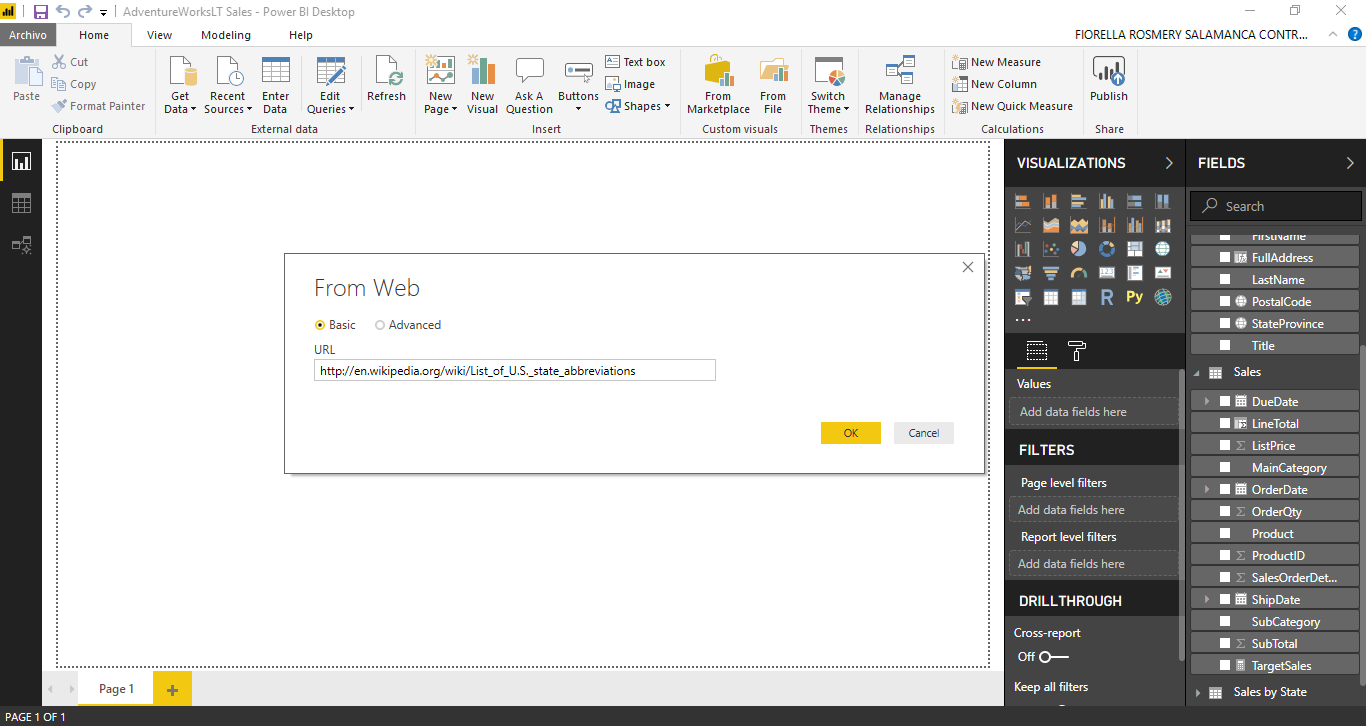 AdventureWorksLT Sales - Power BI Desktop
Archivo Home View Modeling Help
FIORELLA ROSMERY SALAMANCA CONTR...
Paste
Cut
Copy
Format Painter
Clipboard
Get Data
Recent Sources
Enter Data
Edit Queries
Refresh
External data
New Page
New Visual
Ask A Question
Buttons
Text box
Image
Shapes
Insert
From Marketplace
From File
Custom visuals
Switch Theme
Themes
Manage Relationships
Relationships
New Measure
New Column
New Quick Measure
Calculations
Publish
Share
From Web
Basic Advanced
URL
http://en.wikipedia.org/wiki/List_of_U.S._state_abbreviations
OK Cancel
VISUALIZATIONS
R Py
...
Values
Add data fields here
FILTERS
Page level filters
Add data fields here
Report level filters
Add data fields here
DRILLTHROUGH
Cross-report
Off
Keep all filters
FIELDS
Search
FirstName
FullAddress
LastName
PostalCode
StateProvince
Title
Sales
DueDate
LineTotal
ListPrice
MainCategory
OrderDate
OrderQty
Product
ProductID
SalesOrderDet...
ShipDate
SubCategory
SubTotal
TargetSales
Sales by State
Page 1
PAGE 1 OF 1